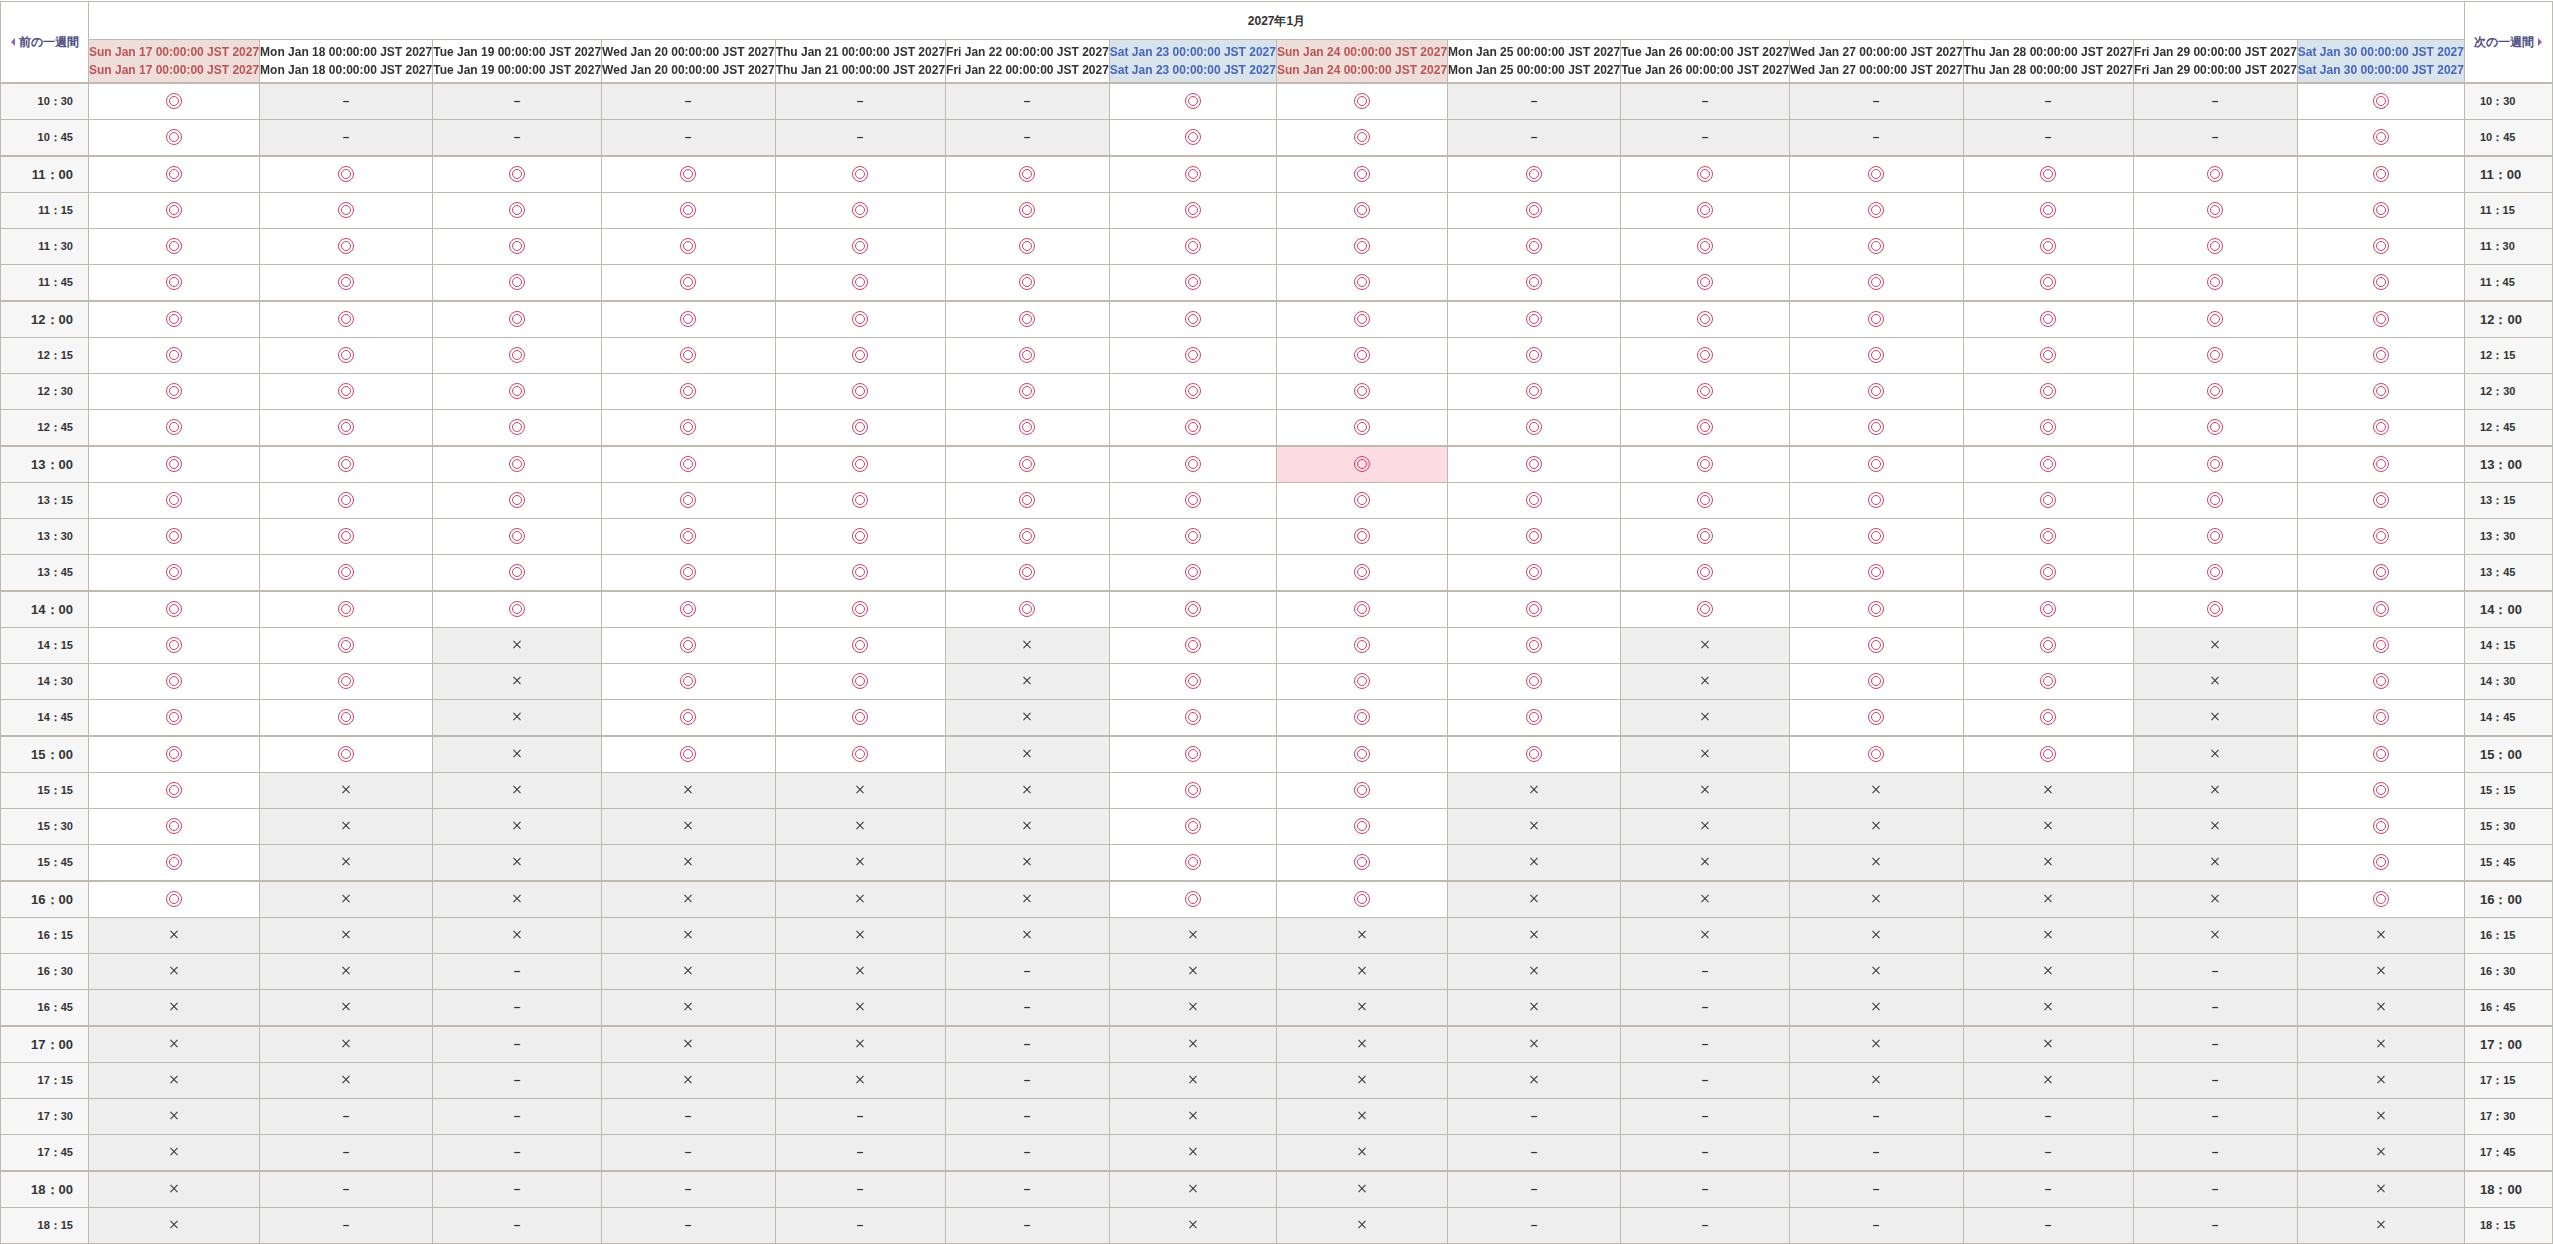 2027年1月
前の一週間
次の一週間
Sun Jan 17 00:00:00 JST 2027 Mon Jan 18 00:00:00 JST 2027 Tue Jan 19 00:00:00 JST 2027 Wed Jan 20 00:00:00 JST 2027 Thu Jan 21 00:00:00 JST 2027 Fri Jan 22 00:00:00 JST 2027 Sat Jan 23 00:00:00 JST 2027 Sun Jan 24 00:00:00 JST 2027 Mon Jan 25 00:00:00 JST 2027 Tue Jan 26 00:00:00 JST 2027 Wed Jan 27 00:00:00 JST 2027 Thu Jan 28 00:00:00 JST 2027 Fri Jan 29 00:00:00 JST 2027 Sat Jan 30 00:00:00 JST 2027
Sun Jan 17 00:00:00 JST 2027 Mon Jan 18 00:00:00 JST 2027 Tue Jan 19 00:00:00 JST 2027 Wed Jan 20 00:00:00 JST 2027 Thu Jan 21 00:00:00 JST 2027 Fri Jan 22 00:00:00 JST 2027 Sat Jan 23 00:00:00 JST 2027 Sun Jan 24 00:00:00 JST 2027 Mon Jan 25 00:00:00 JST 2027 Tue Jan 26 00:00:00 JST 2027 Wed Jan 27 00:00:00 JST 2027 Thu Jan 28 00:00:00 JST 2027 Fri Jan 29 00:00:00 JST 2027 Sat Jan 30 00:00:00 JST 2027
10：30 ◎ － － － － － ◎ ◎ － － － － － ◎ 10：30
10：45 ◎ － － － － － ◎ ◎ － － － － － ◎ 10：45
11：00 ◎ ◎ ◎ ◎ ◎ ◎ ◎ ◎ ◎ ◎ ◎ ◎ ◎ ◎ 11：00
11：15 ◎ ◎ ◎ ◎ ◎ ◎ ◎ ◎ ◎ ◎ ◎ ◎ ◎ ◎ 11：15
11：30 ◎ ◎ ◎ ◎ ◎ ◎ ◎ ◎ ◎ ◎ ◎ ◎ ◎ ◎ 11：30
11：45 ◎ ◎ ◎ ◎ ◎ ◎ ◎ ◎ ◎ ◎ ◎ ◎ ◎ ◎ 11：45
12：00 ◎ ◎ ◎ ◎ ◎ ◎ ◎ ◎ ◎ ◎ ◎ ◎ ◎ ◎ 12：00
12：15 ◎ ◎ ◎ ◎ ◎ ◎ ◎ ◎ ◎ ◎ ◎ ◎ ◎ ◎ 12：15
12：30 ◎ ◎ ◎ ◎ ◎ ◎ ◎ ◎ ◎ ◎ ◎ ◎ ◎ ◎ 12：30
12：45 ◎ ◎ ◎ ◎ ◎ ◎ ◎ ◎ ◎ ◎ ◎ ◎ ◎ ◎ 12：45
13：00 ◎ ◎ ◎ ◎ ◎ ◎ ◎ ◎ ◎ ◎ ◎ ◎ ◎ ◎ 13：00
13：15 ◎ ◎ ◎ ◎ ◎ ◎ ◎ ◎ ◎ ◎ ◎ ◎ ◎ ◎ 13：15
13：30 ◎ ◎ ◎ ◎ ◎ ◎ ◎ ◎ ◎ ◎ ◎ ◎ ◎ ◎ 13：30
13：45 ◎ ◎ ◎ ◎ ◎ ◎ ◎ ◎ ◎ ◎ ◎ ◎ ◎ ◎ 13：45
14：00 ◎ ◎ ◎ ◎ ◎ ◎ ◎ ◎ ◎ ◎ ◎ ◎ ◎ ◎ 14：00
14：15 ◎ ◎ × ◎ ◎ × ◎ ◎ ◎ × ◎ ◎ × ◎ 14：15
14：30 ◎ ◎ × ◎ ◎ × ◎ ◎ ◎ × ◎ ◎ × ◎ 14：30
14：45 ◎ ◎ × ◎ ◎ × ◎ ◎ ◎ × ◎ ◎ × ◎ 14：45
15：00 ◎ ◎ × ◎ ◎ × ◎ ◎ ◎ × ◎ ◎ × ◎ 15：00
15：15 ◎ × × × × × ◎ ◎ × × × × × ◎ 15：15
15：30 ◎ × × × × × ◎ ◎ × × × × × ◎ 15：30
15：45 ◎ × × × × × ◎ ◎ × × × × × ◎ 15：45
16：00 ◎ × × × × × ◎ ◎ × × × × × ◎ 16：00
16：15 × × × × × × × × × × × × × × 16：15
16：30 × × － × × － × × × － × × － × 16：30
16：45 × × － × × － × × × － × × － × 16：45
17：00 × × － × × － × × × － × × － × 17：00
17：15 × × － × × － × × × － × × － × 17：15
17：30 × － － － － － × × － － － － － × 17：30
17：45 × － － － － － × × － － － － － × 17：45
18：00 × － － － － － × × － － － － － × 18：00
18：15 × － － － － － × × － － － － － × 18：15